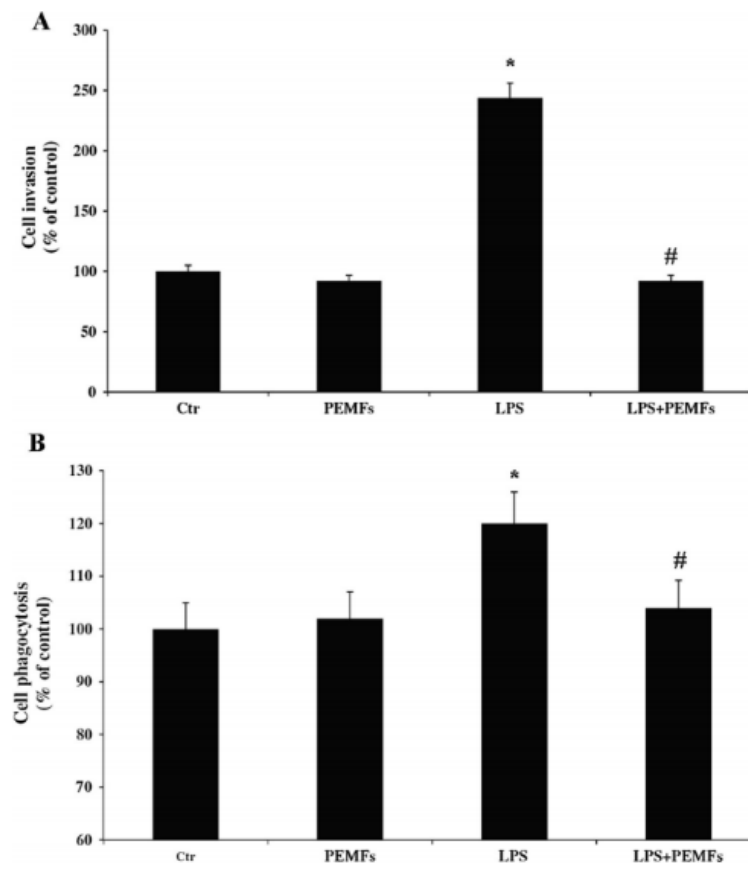 A
300
250
200
150
100
50
0
Cell invasion
(% of control)
*
#
Ctr PEMFs LPS LPS+PEMFs
B
130
120
110
100
90
80
70
60
Cell phagocytosis
(% of control)
*
#
Ctr PEMFs LPS LPS+PEMFs